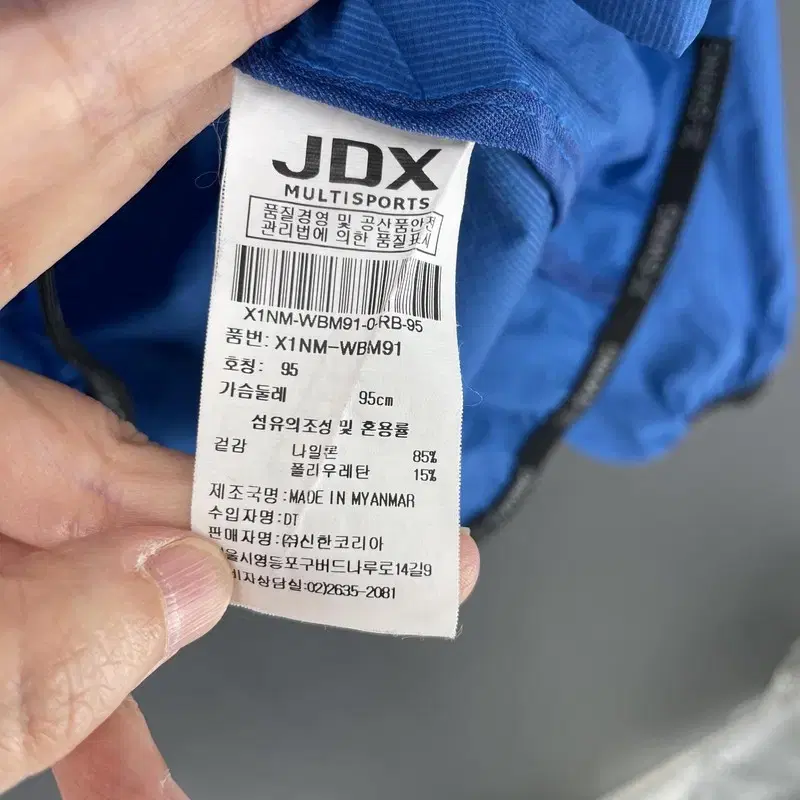 JDX
MULTISPORTS
품질경영 및 공산품안전
관리법에 의한 품질표시
X1NM-WBM91-0-RB-95
품번: X1NM-WBM91
호칭: 95
가슴둘레 95cm
섬유의조성 및 혼용률
겉감 나일론 85%
폴리우레탄 15%
제조국명:MADE IN MYANMAR
수입자명:DT
판매자명:㈜신한코리아
울시영등포구버드나루로14길9
비자상담실:02)2635-2081